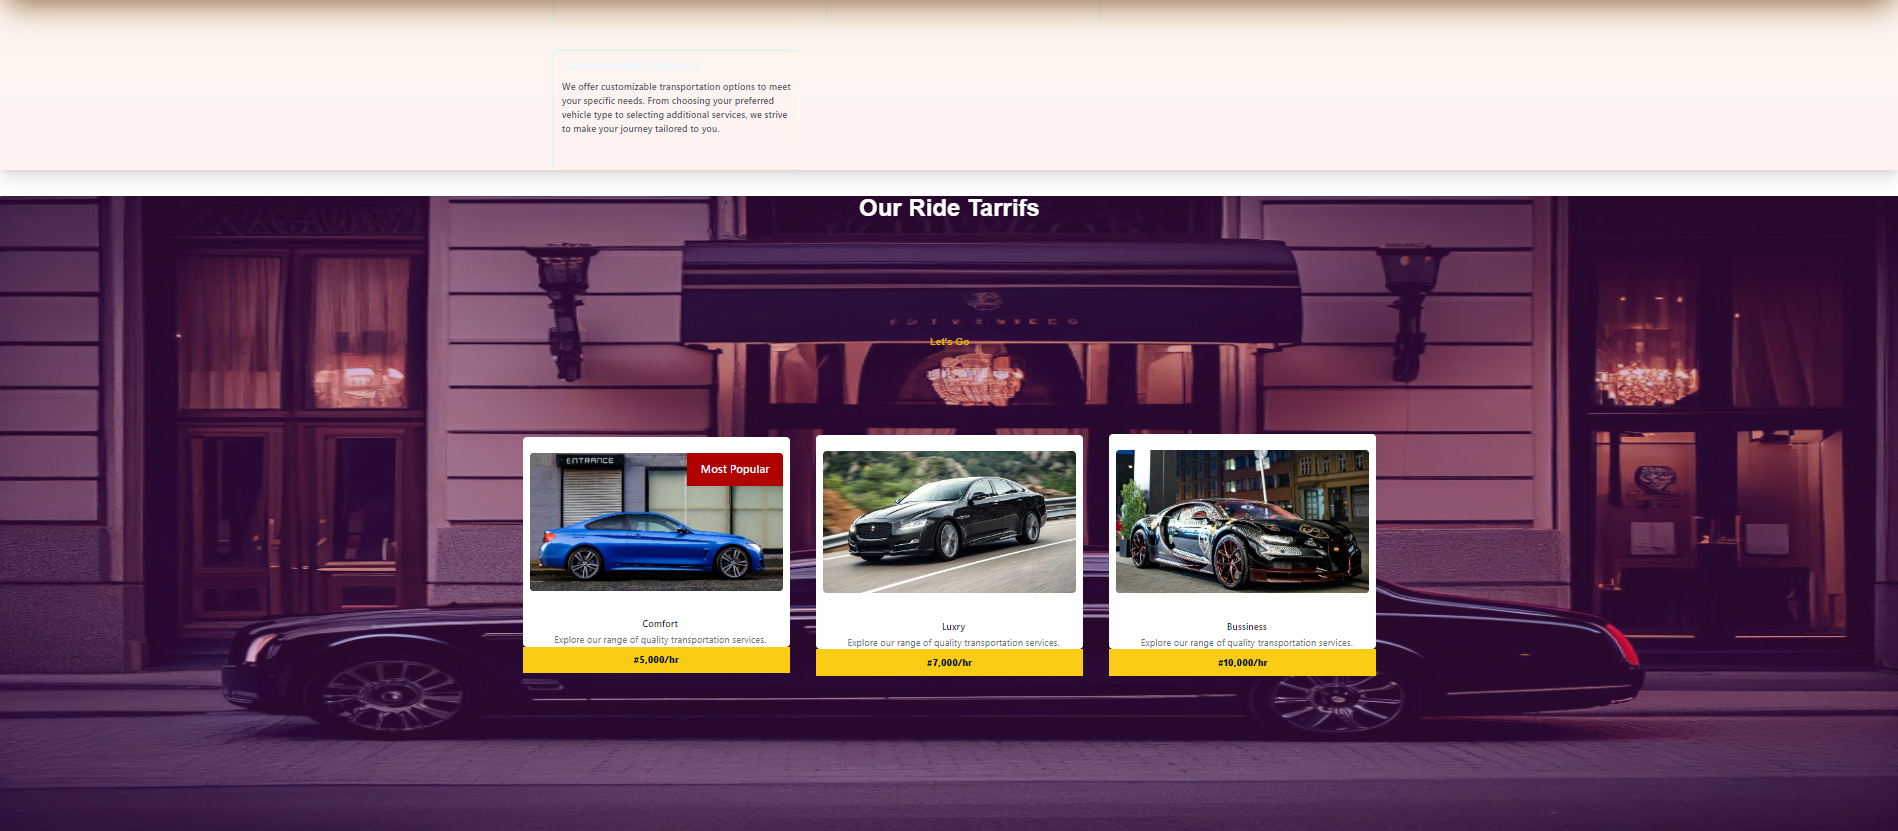 We offer customizable transportation options to meet
your specific needs. From choosing your preferred
vehicle type to selecting additional services, we strive
to make your journey tailored to you.
Our Ride Tarrifs
Let's Go
ENTRANCE
Most Popular
Comfort
Explore our range of quality transportation services.
#5,000/hr
Luxry
Explore our range of quality transportation services.
#7,000/hr
Bussiness
Explore our range of quality transportation services.
#10,000/hr